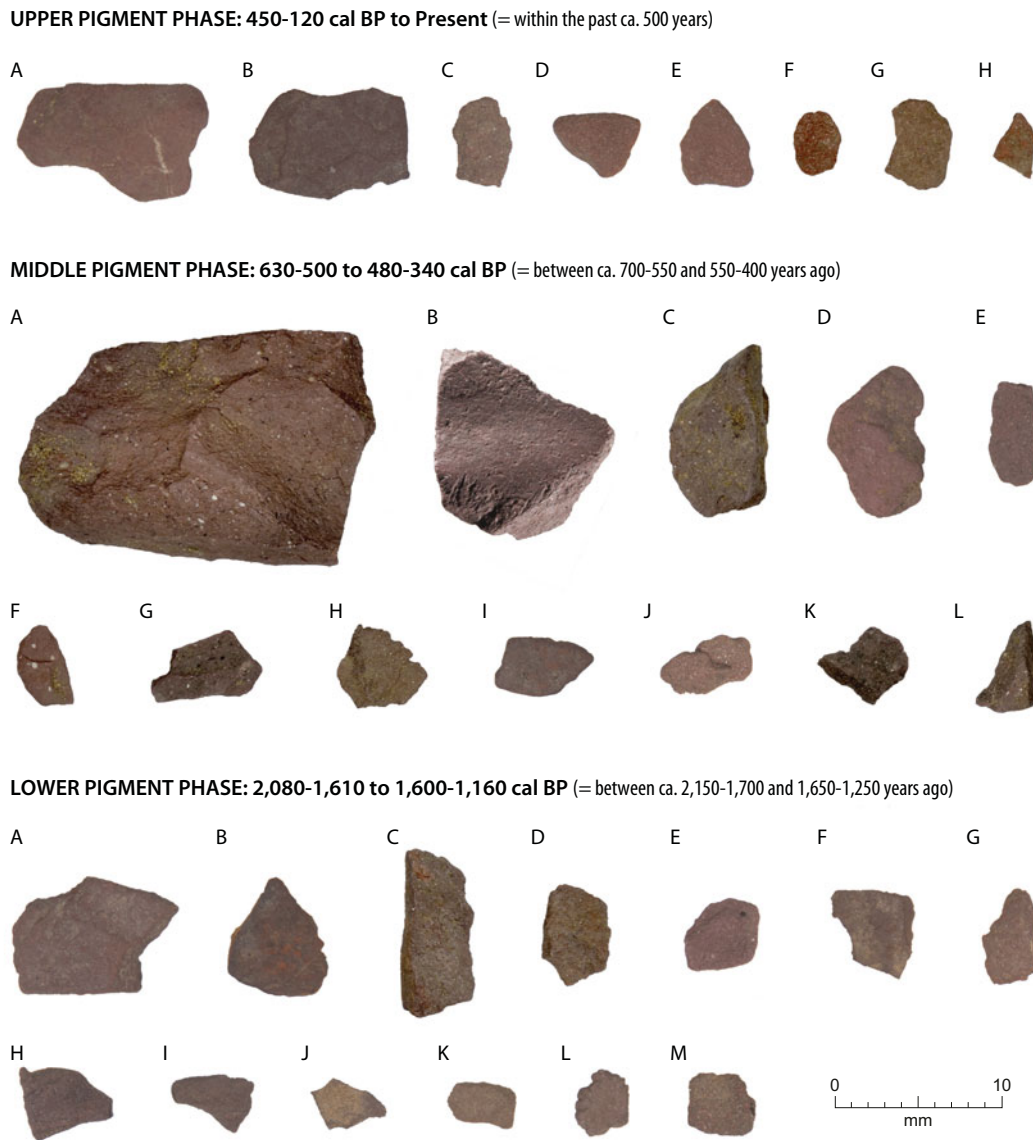 UPPER PIGMENT PHASE: 450-120 cal BP to Present (= within the past ca. 500 years)
A B C D E F G H
MIDDLE PIGMENT PHASE: 630-500 to 480-340 cal BP (= between ca. 700-550 and 550-400 years ago)
A B C D E
F G H I J K L
LOWER PIGMENT PHASE: 2,080-1,610 to 1,600-1,160 cal BP (= between ca. 2,150-1,700 and 1,650-1,250 years ago)
A B C D E F G
H I J K L M
0 10
mm